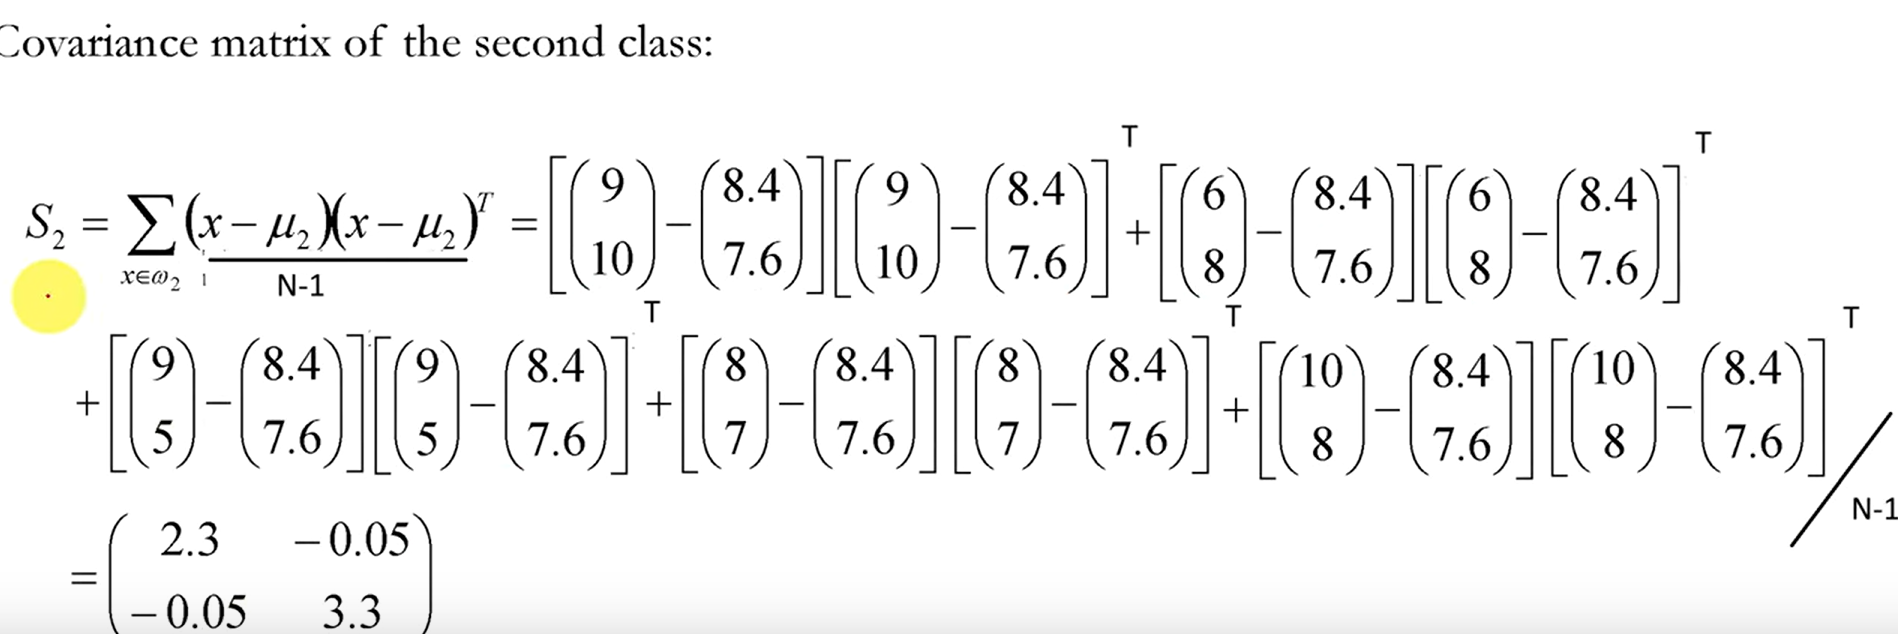 Covariance matrix of the second class:
S₂ = ∑_{x∈ω₂} (x − μ₂)(x − μ₂)ᵀ / N-1 = [(9 10) − (8.4 7.6)][(9 10) − (8.4 7.6)]ᵀ + [(6 8) − (8.4 7.6)][(6 8) − (8.4 7.6)]ᵀ
+ [(9 5) − (8.4 7.6)][(9 5) − (8.4 7.6)]ᵀ + [(8 7) − (8.4 7.6)][(8 7) − (8.4 7.6)]ᵀ + [(10 8) − (8.4 7.6)][(10 8) − (8.4 7.6)]ᵀ / N-1
= (2.3 −0.05
−0.05 3.3)